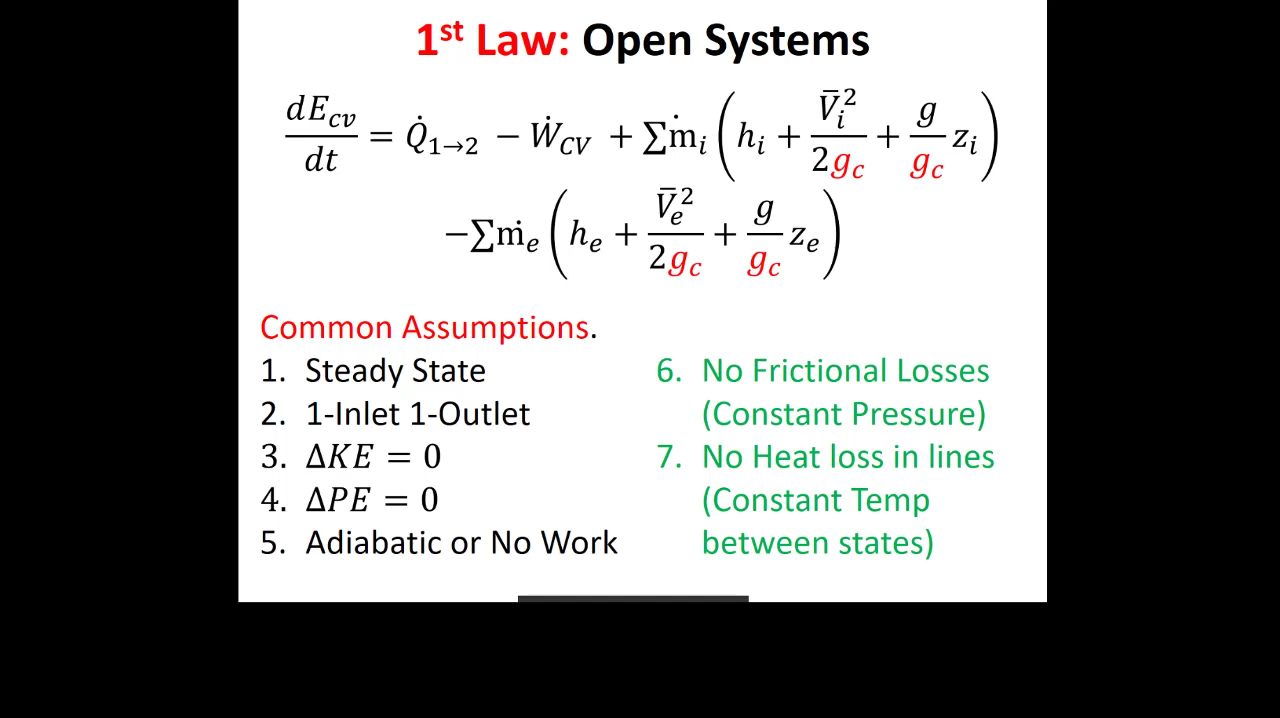 1st Law: Open Systems
dE_cv/dt = Q̇_1→2 − Ẇ_CV + ∑ṁ_i (h_i + V̄_i²/2g_c + g/g_c z_i)
−∑ṁ_e (h_e + V̄_e²/2g_c + g/g_c z_e)
Common Assumptions.
1. Steady State
2. 1-Inlet 1-Outlet
3. ΔKE = 0
4. ΔPE = 0
5. Adiabatic or No Work
6. No Frictional Losses
(Constant Pressure)
7. No Heat loss in lines
(Constant Temp
between states)